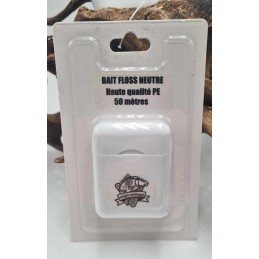 BAIT FLOSS NEUTRE
Haute qualité PE
50 mètres